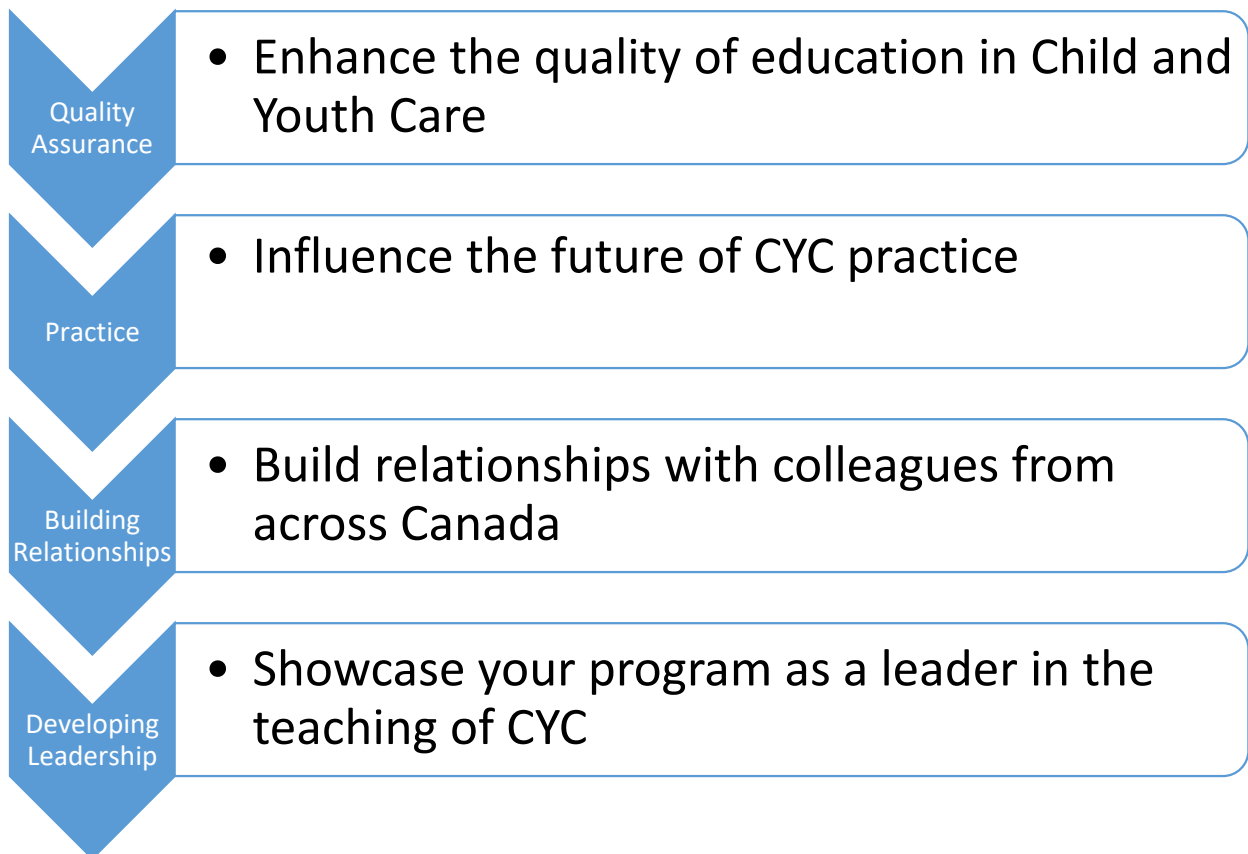 Quality
Assurance
• Enhance the quality of education in Child and
Youth Care
Practice
• Influence the future of CYC practice
Building
Relationships
• Build relationships with colleagues from
across Canada
Developing
Leadership
• Showcase your program as a leader in the
teaching of CYC